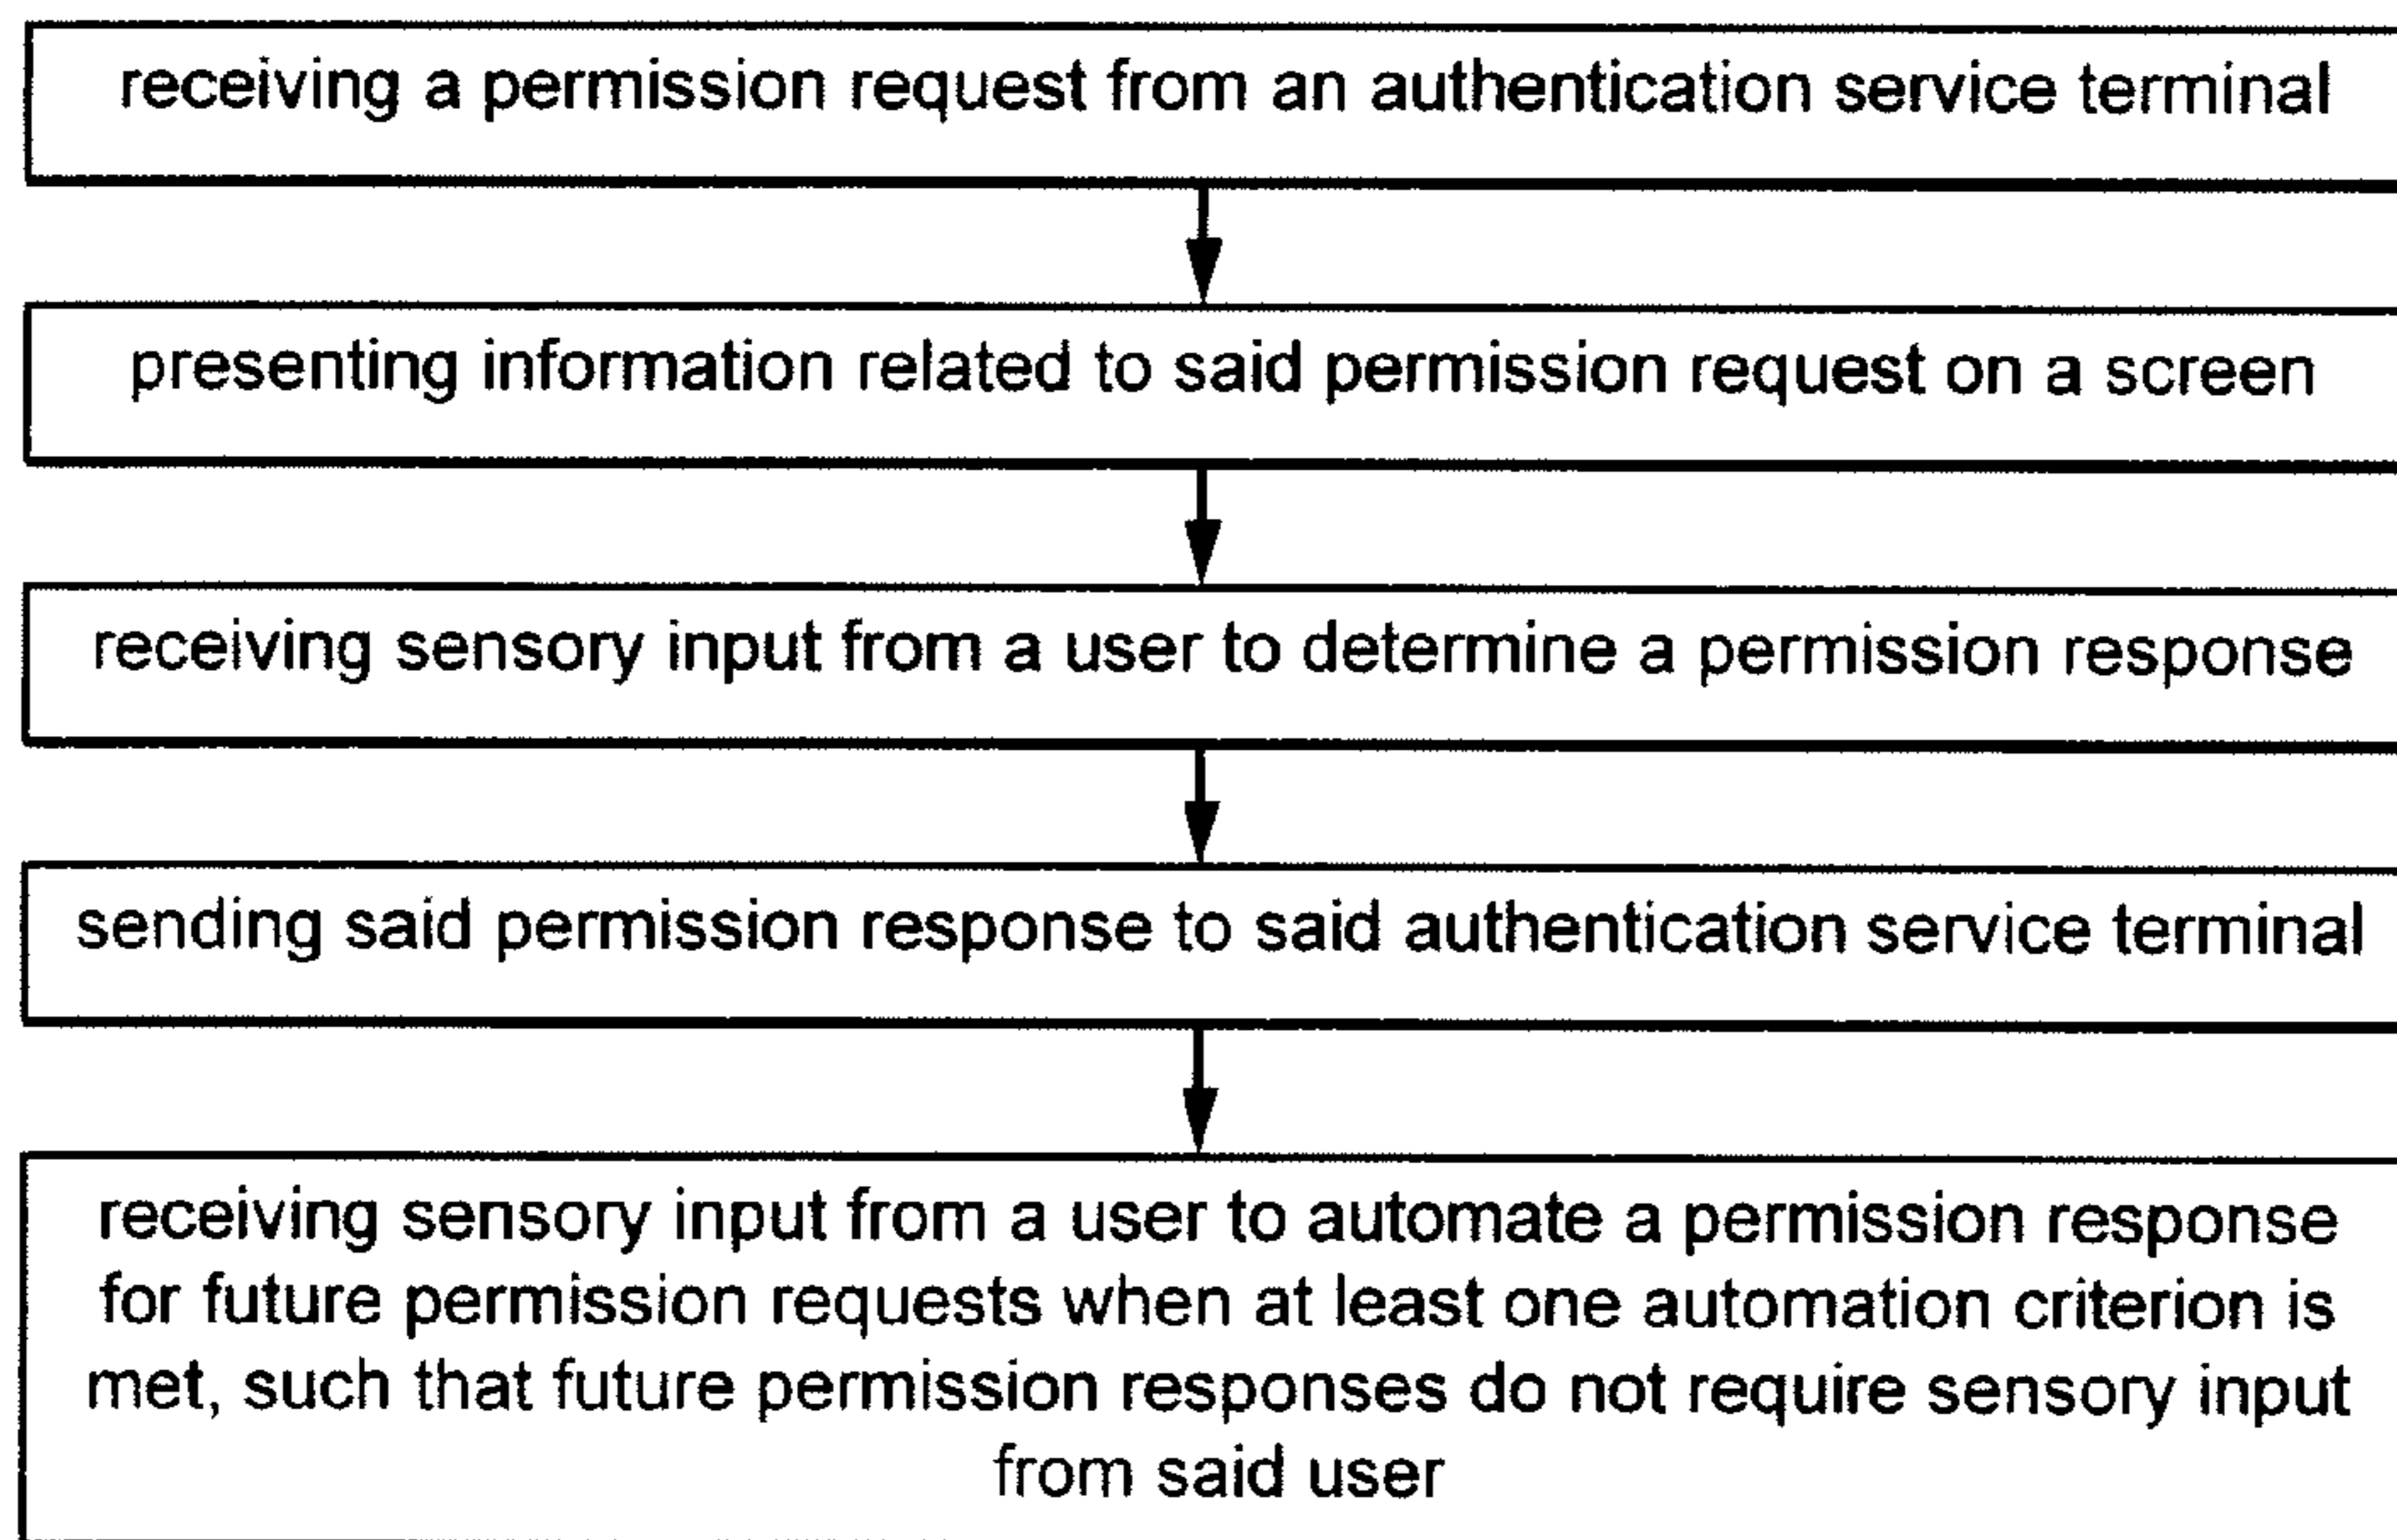 receiving a permission request from an authentication service terminal
presenting information related to said permission request on a screen
receiving sensory input from a user to determine a permission response
sending said permission response to said authentication service terminal
receiving sensory input from a user to automate a permission response
for future permission requests when at least one automation criterion is
met, such that future permission responses do not require sensory input
from said user